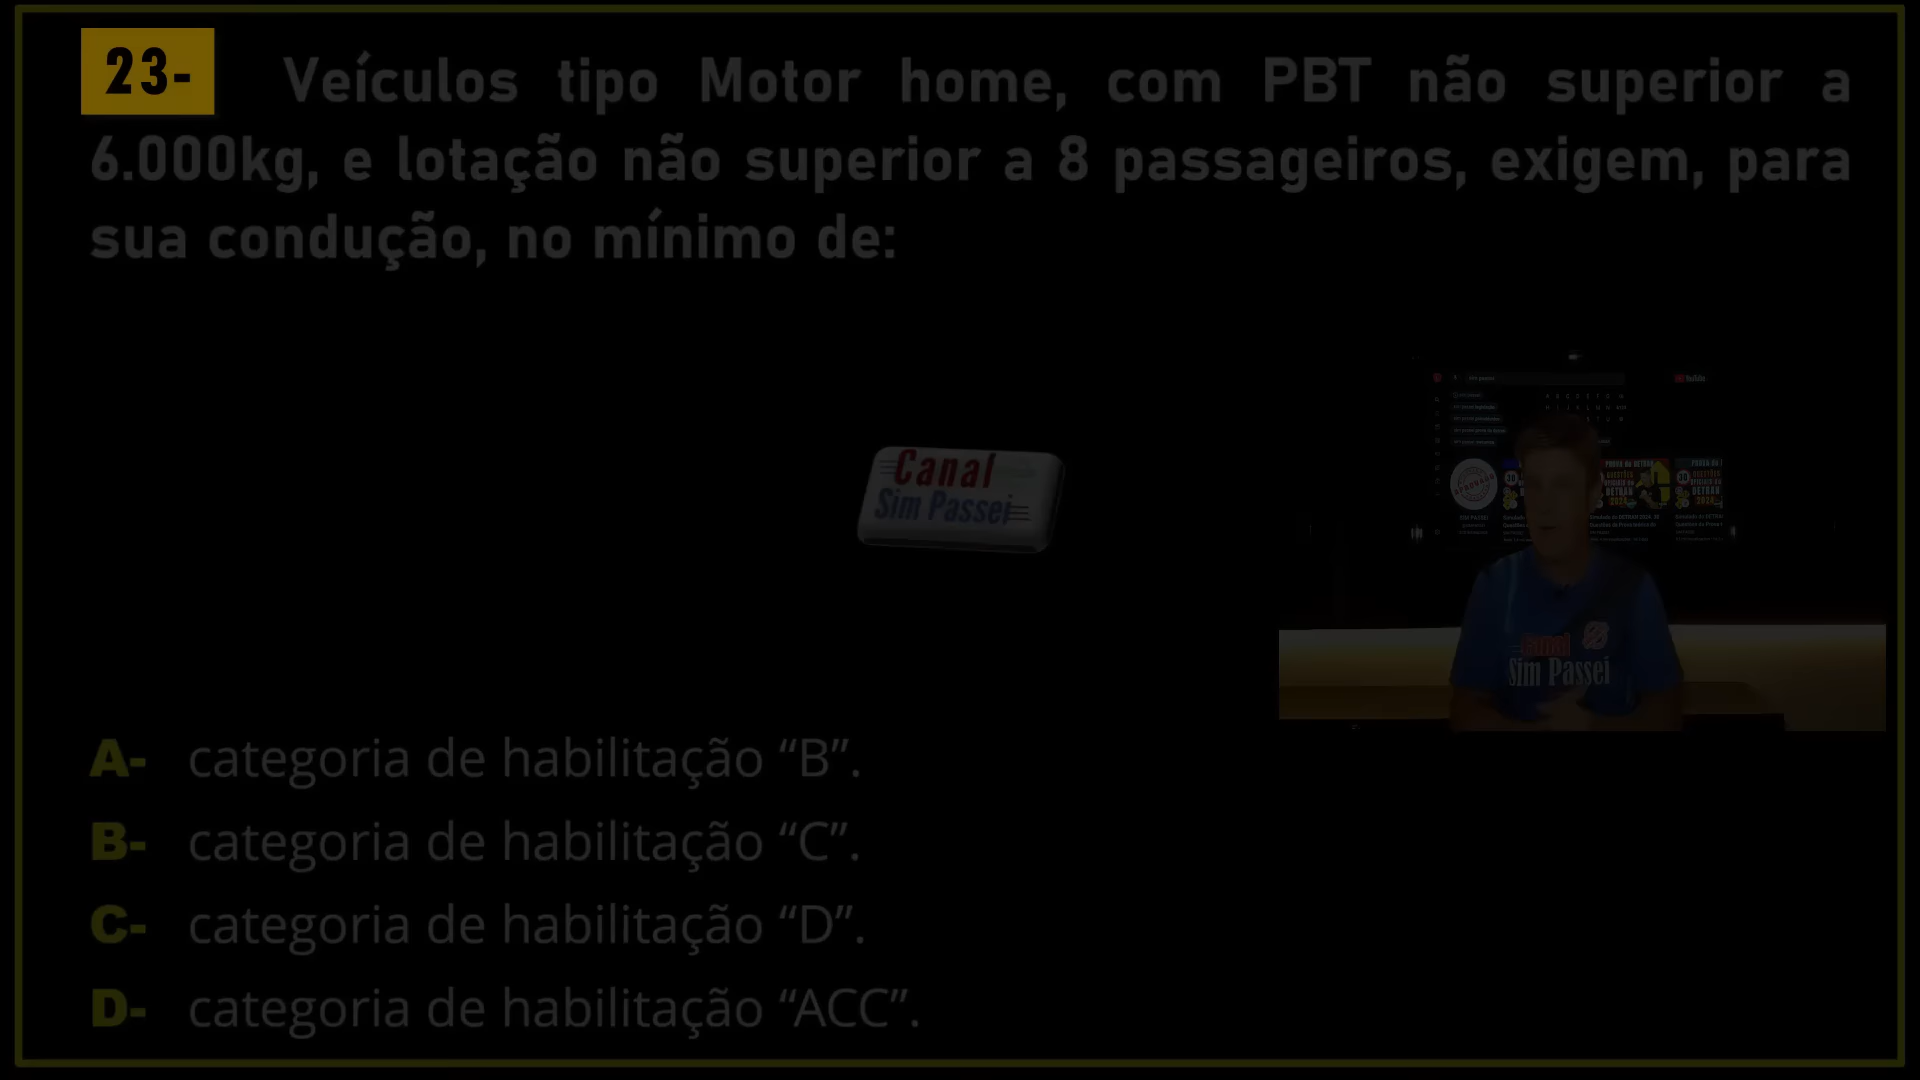 23- Veículos tipo Motor home, com PBT não superior a
6.000kg, e lotação não superior a 8 passageiros, exigem, para
sua condução, no mínimo de:
Canal
Sim Passei
Sim Passei
A- categoria de habilitação “B”.
B- categoria de habilitação “C”.
C- categoria de habilitação “D”.
D- categoria de habilitação “ACC”.